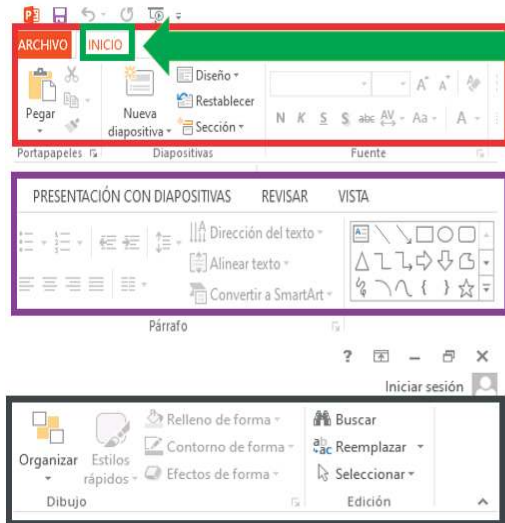 ARCHIVO INICIO
Pegar
Nueva diapositiva
Diseño
Restablecer
Sección
N K S S abc AV Aa A
Portapapeles Diapositivas Fuente
PRESENTACIÓN CON DIAPOSITIVAS REVISAR VISTA
Dirección del texto
Alinear texto
Convertir a SmartArt
Párrafo
?
Iniciar sesión
Organizar
Estilos rápidos
Relleno de forma
Contorno de forma
Efectos de forma
Buscar
Reemplazar
Seleccionar
Dibujo Edición